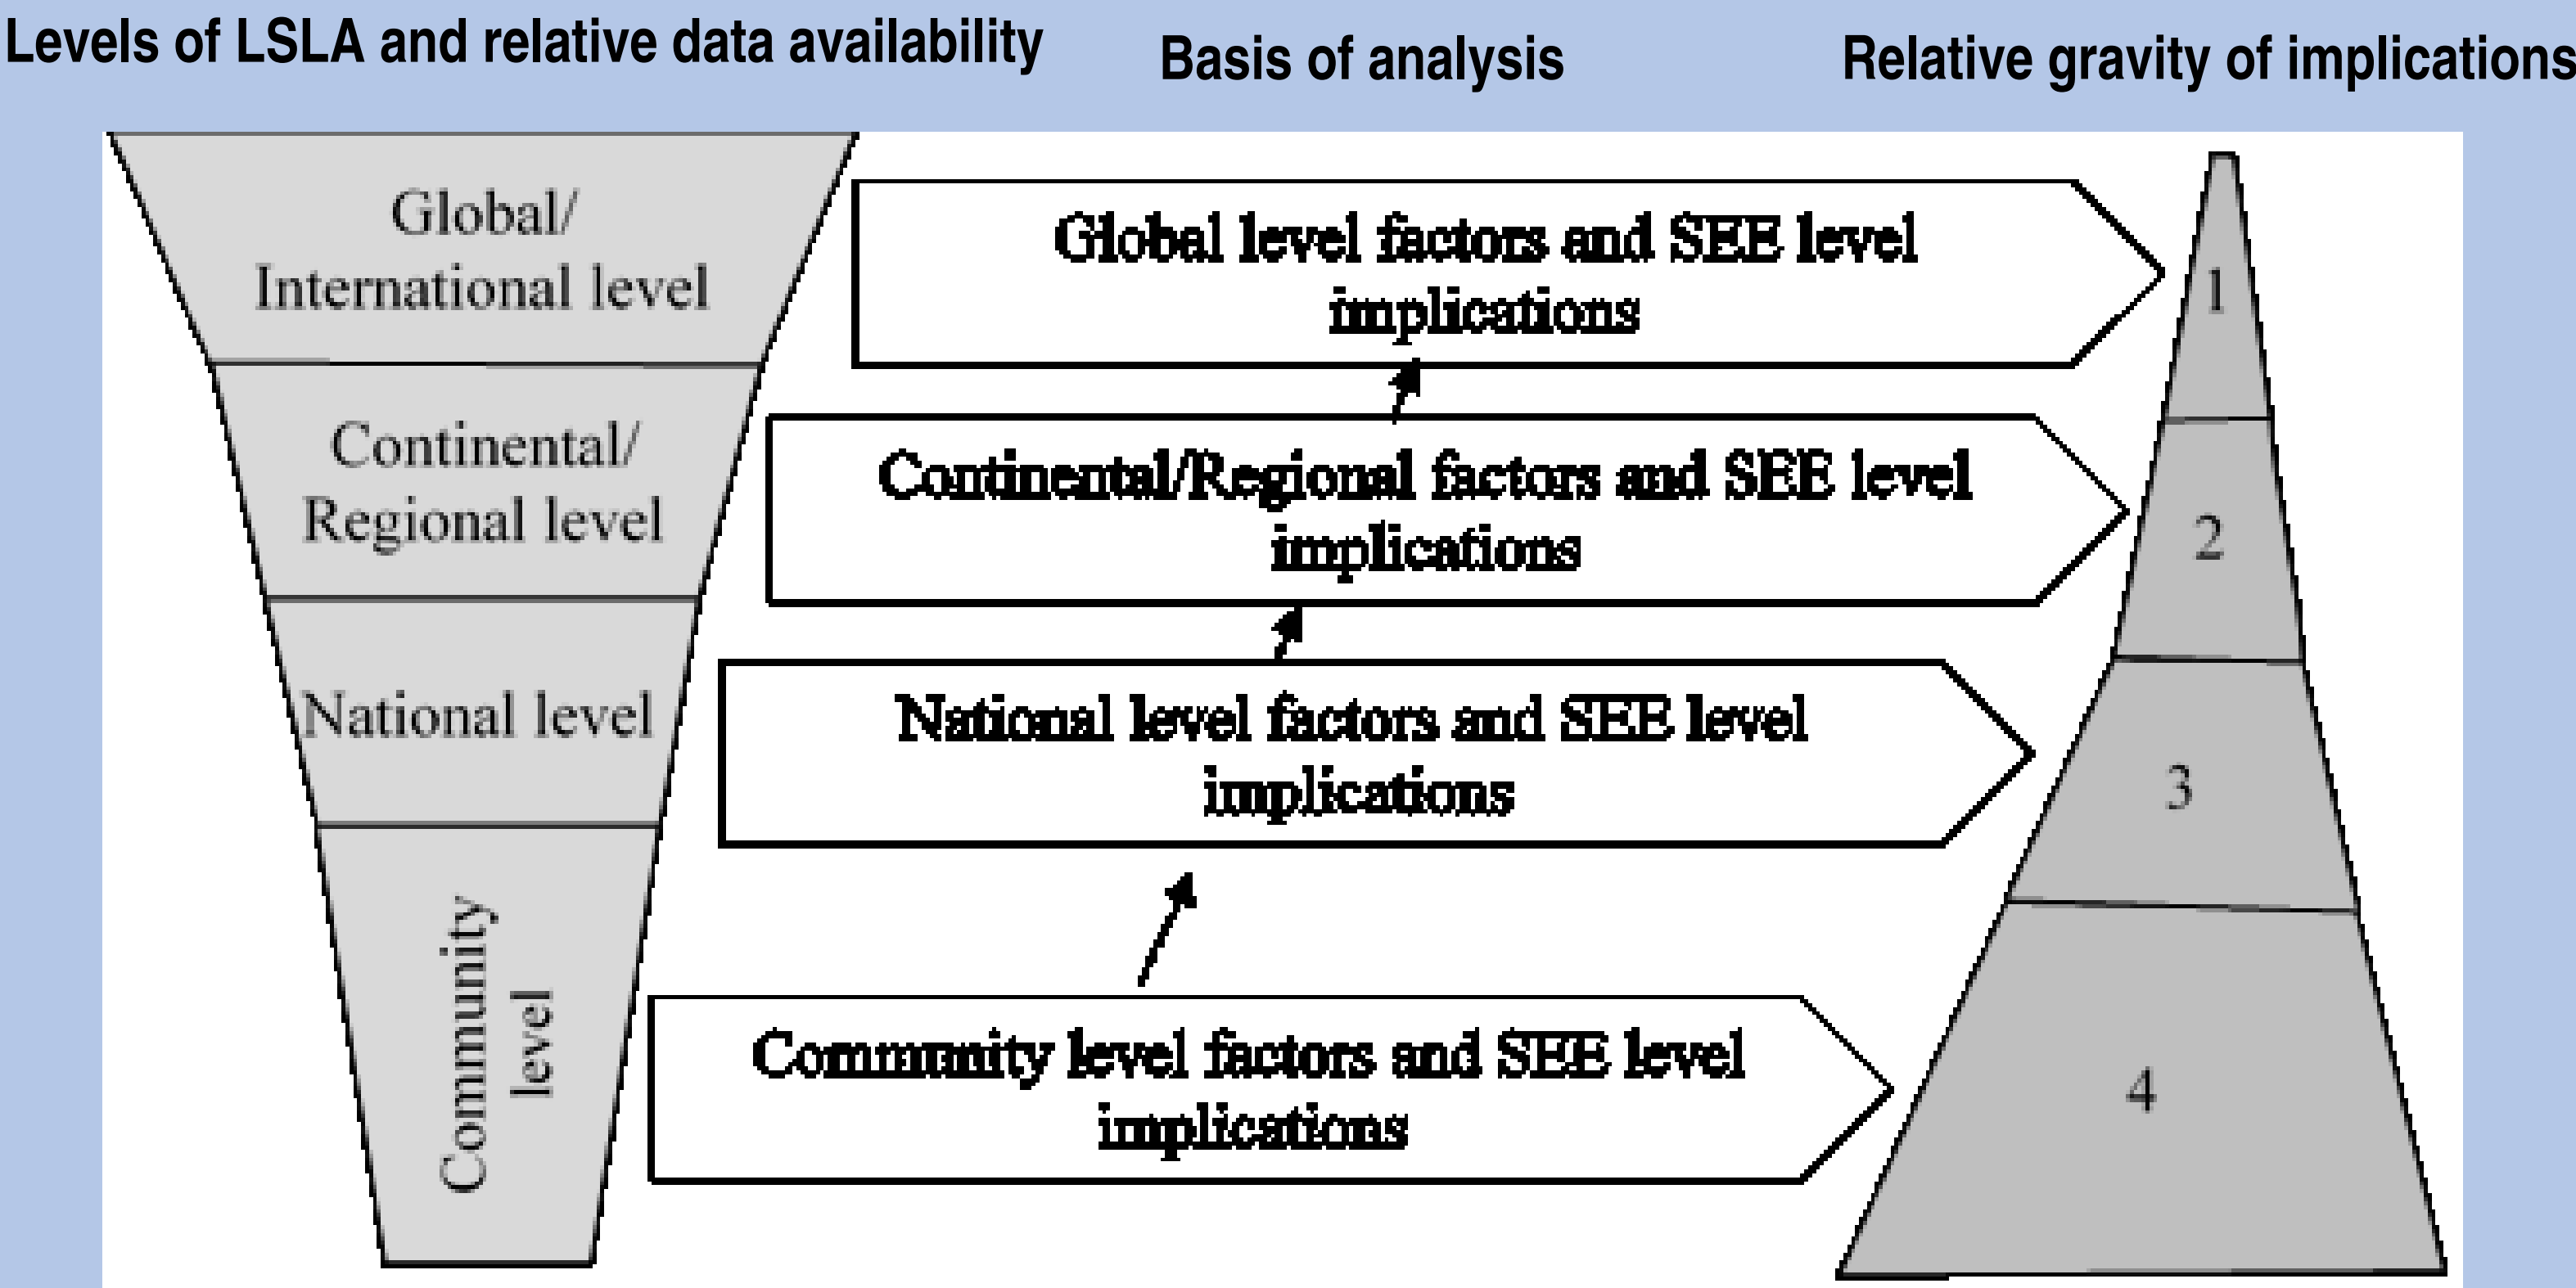 Levels of LSLA and relative data availability
Basis of analysis
Relative gravity of implications
Global/
International level
Global level factors and SEE level
implications
1
Continental/
Regional level
Continental/Regional factors and SEE level
implications
2
National level
National level factors and SEE level
implications
3
Community
level
Community level factors and SEE level
implications
4